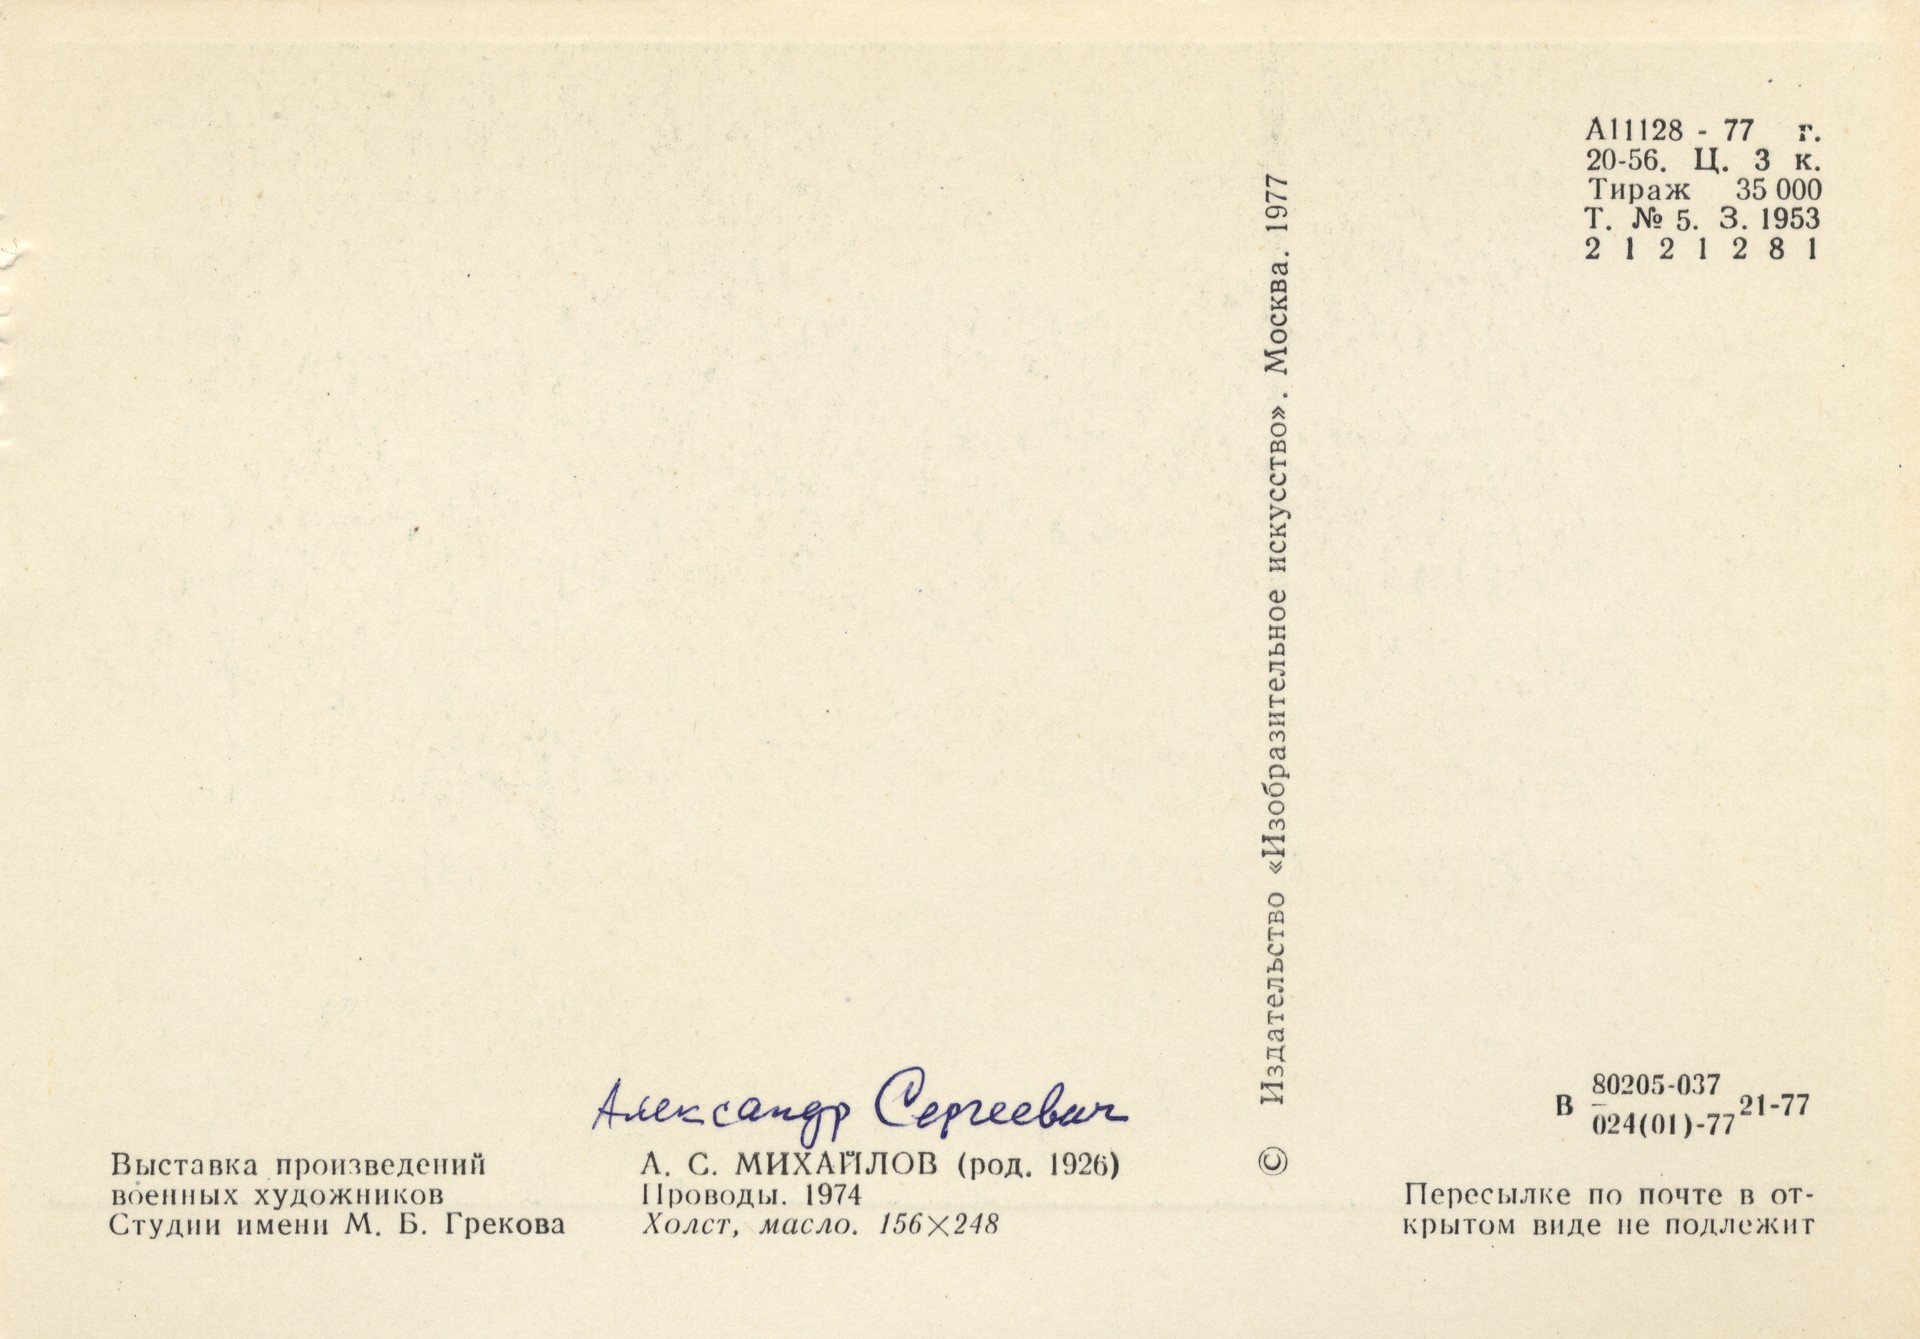 А11128 - 77 г.
20-56. Ц. 3 к.
Тираж 35 000
Т. № 5. З. 1953
2 1 2 1 2 8 1
© Издательство «Изобразительное искусство». Москва. 1977
Александр Сергеевич
Выставка произведений
военных художников
Студии имени М. Б. Грекова
А. С. МИХАЙЛОВ (род. 1926)
Проводы. 1974
Холст, масло. 156×248
80205-037
В 21-77
024(01)-77
Пересылке по почте в от-
крытом виде не подлежит